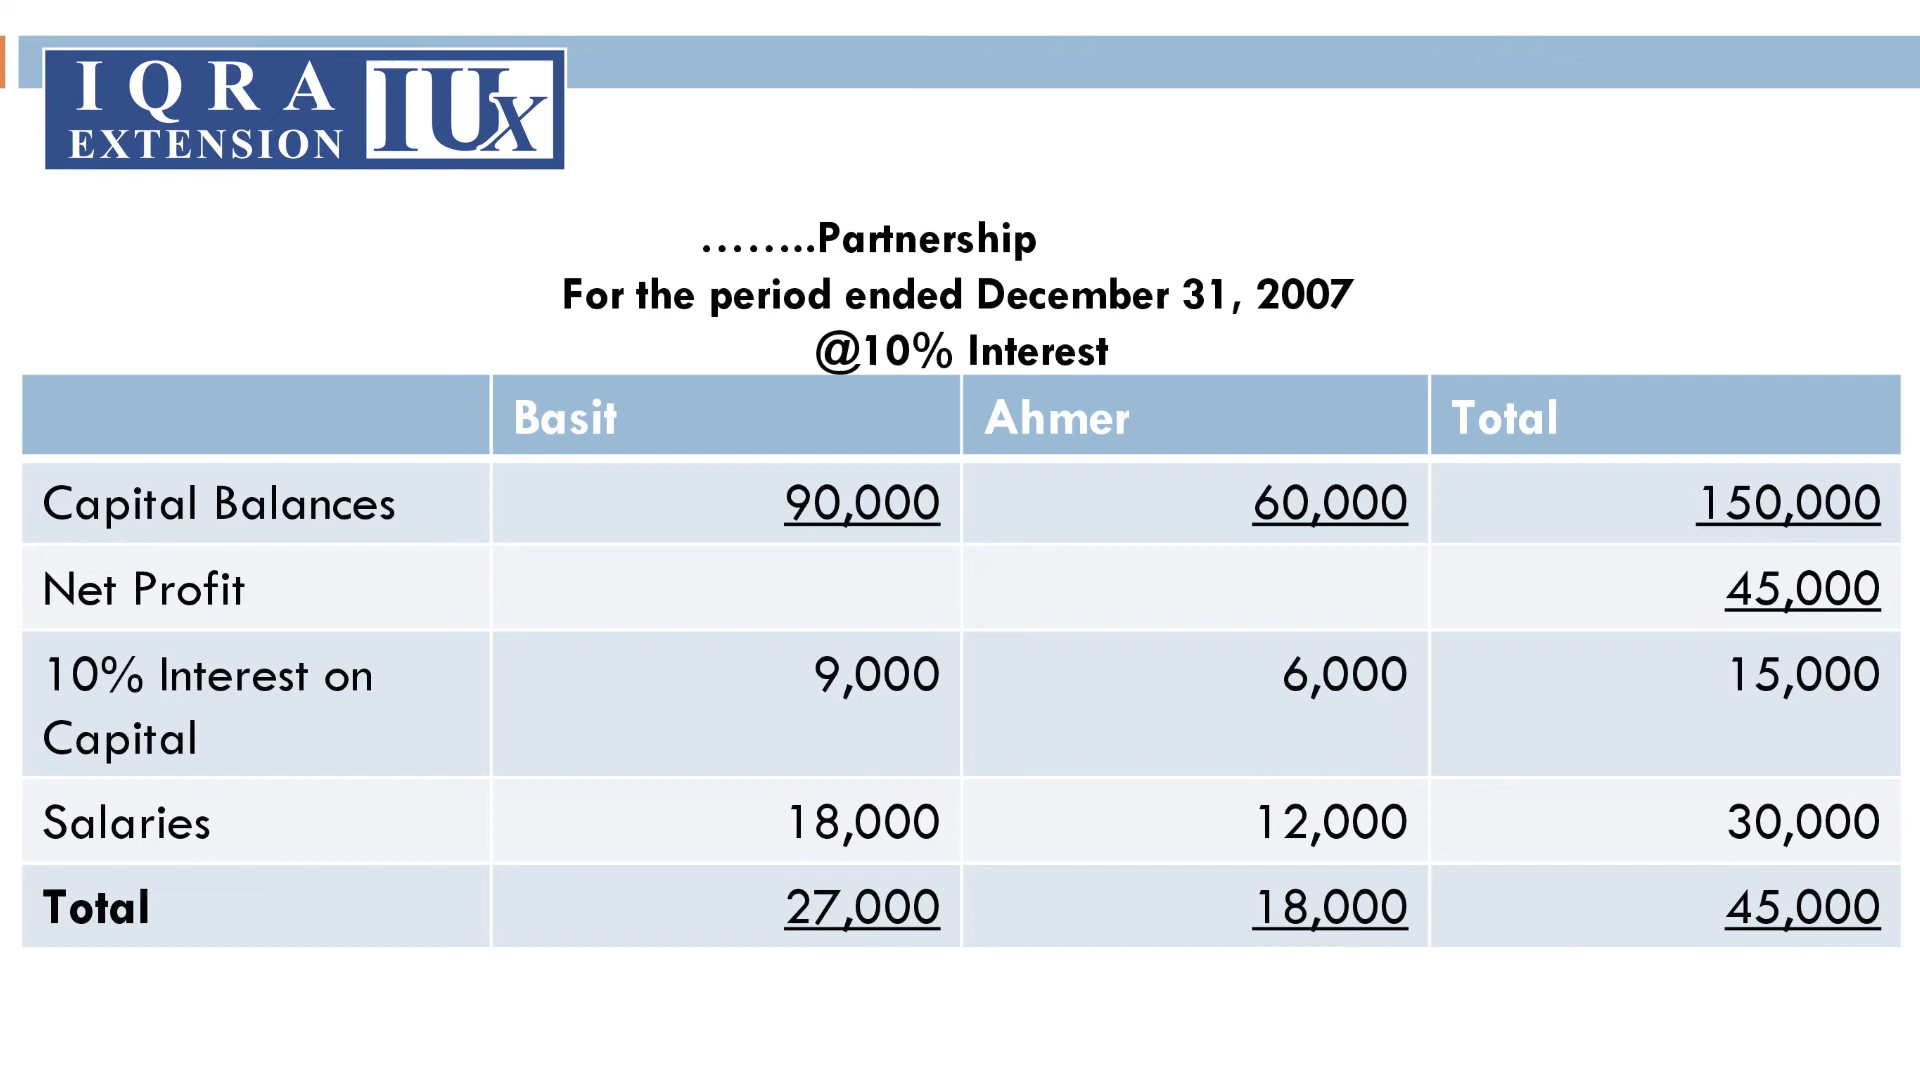 IQRA
EXTENSION
IUx
……..Partnership
For the period ended December 31, 2007
@10% Interest
Basit Ahmer Total
Capital Balances 90,000 60,000 150,000
Net Profit 45,000
10% Interest on
Capital 9,000 6,000 15,000
Salaries 18,000 12,000 30,000
Total 27,000 18,000 45,000